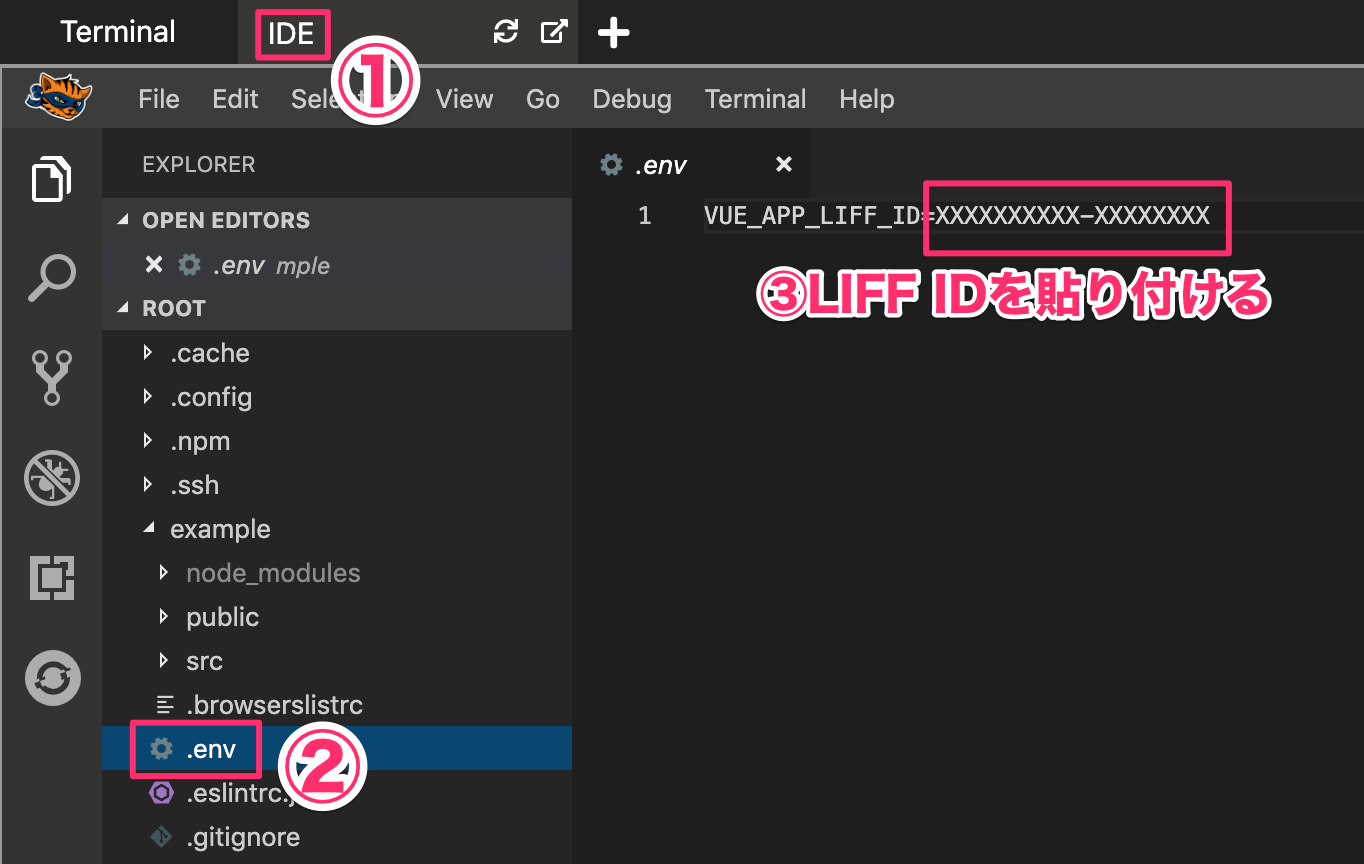 Terminal IDE
①
File Edit Sele View Go Debug Terminal Help
EXPLORER
OPEN EDITORS
.env mple
ROOT
.cache
.config
.npm
.ssh
example
node_modules
public
src
.browserslistrc
.env
②
.eslintrc.j
.gitignore
.env
1 VUE_APP_LIFF_ID=XXXXXXXXXX-XXXXXXXX
③LIFF IDを貼り付ける